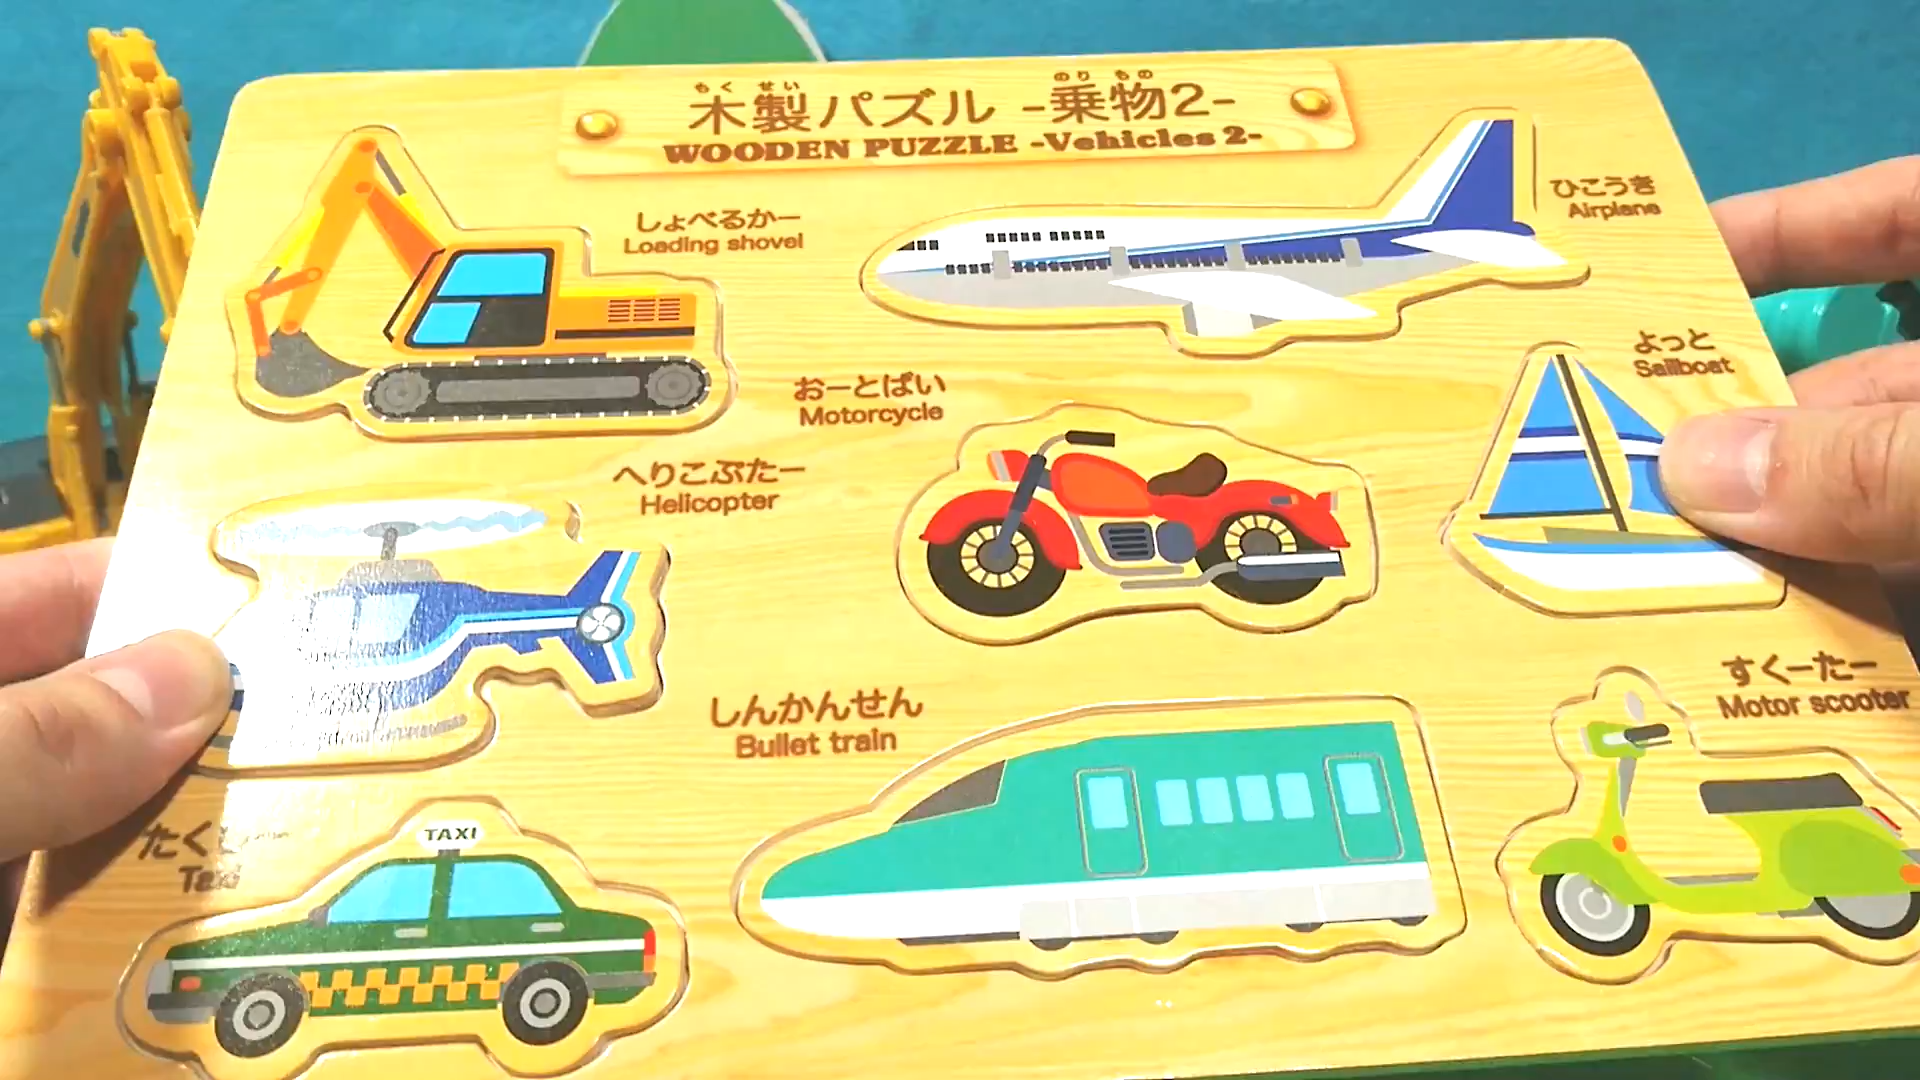 もく せい のり もの
木製パズル -乗物2-
WOODEN PUZZLE -Vehicles 2-
しょべるかー
Loading shovel
ひこうき
Airplane
よっと
Sailboat
おーとばい
Motorcycle
へりこぷたー
Helicopter
すくーたー
Motor scooter
しんかんせん
Bullet train
TAXI
Taxi